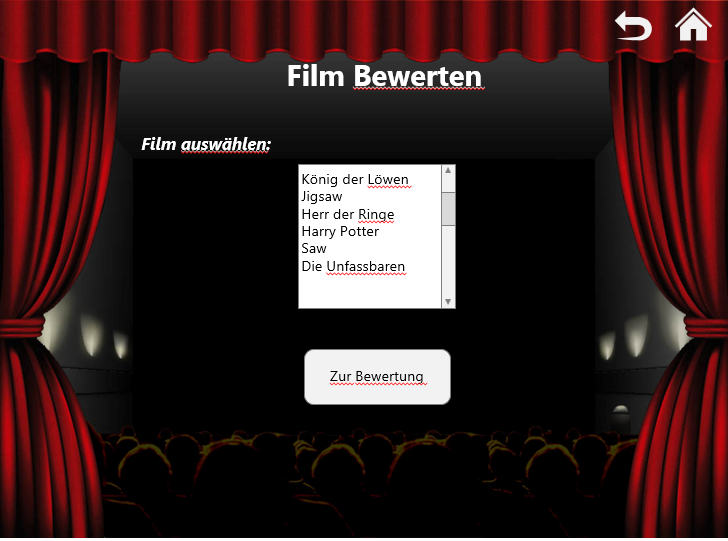 Film Bewerten
Film auswählen:
König der Löwen
Jigsaw
Herr der Ringe
Harry Potter
Saw
Die Unfassbaren
Zur Bewertung